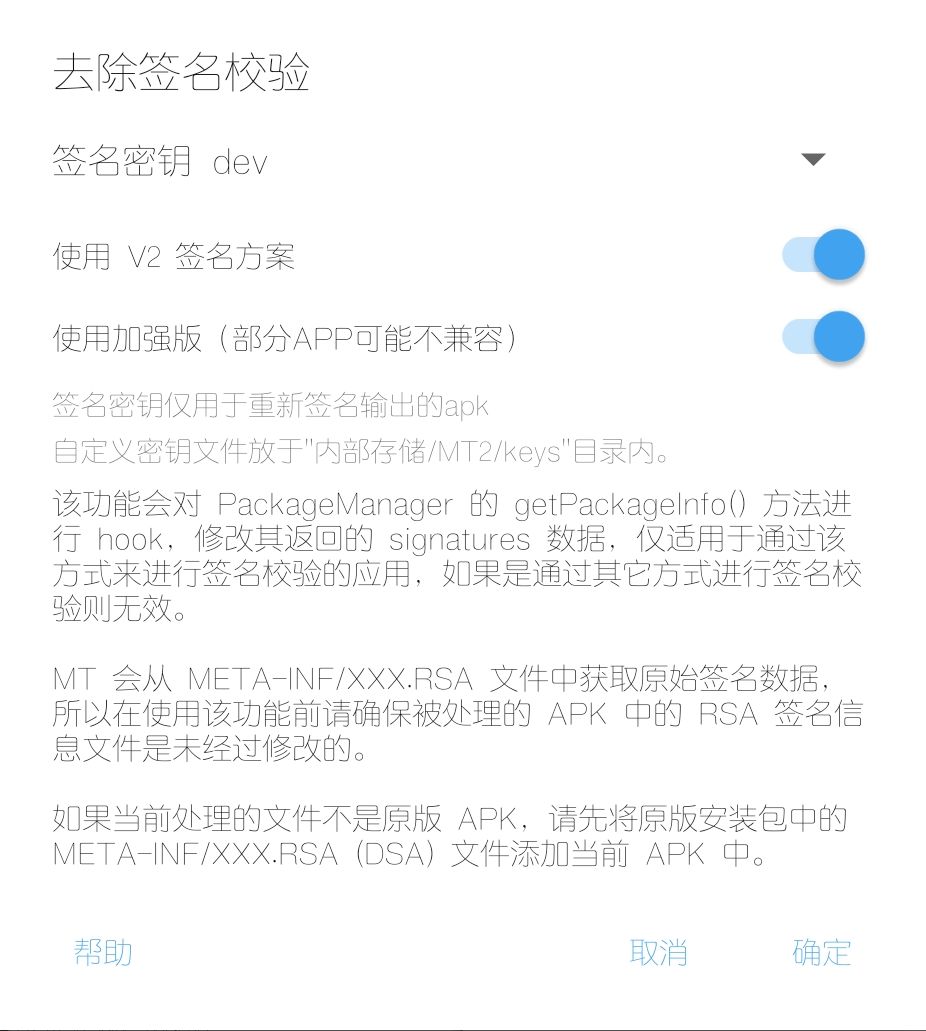 去除签名校验
签名密钥 dev
使用 V2 签名方案
使用加强版（部分APP可能不兼容）
签名密钥仅用于重新签名输出的apk
自定义密钥文件放于"内部存储/MT2/keys"目录内。
该功能会对 PackageManager 的 getPackageInfo() 方法进
行 hook，修改其返回的 signatures 数据，仅适用于通过该
方式来进行签名校验的应用，如果是通过其它方式进行签名校
验则无效。
MT 会从 META-INF/XXX.RSA 文件中获取原始签名数据，
所以在使用该功能前请确保被处理的 APK 中的 RSA 签名信
息文件是未经过修改的。
如果当前处理的文件不是原版 APK，请先将原版安装包中的
META-INF/XXX.RSA (DSA) 文件添加当前 APK 中。
帮助 取消 确定